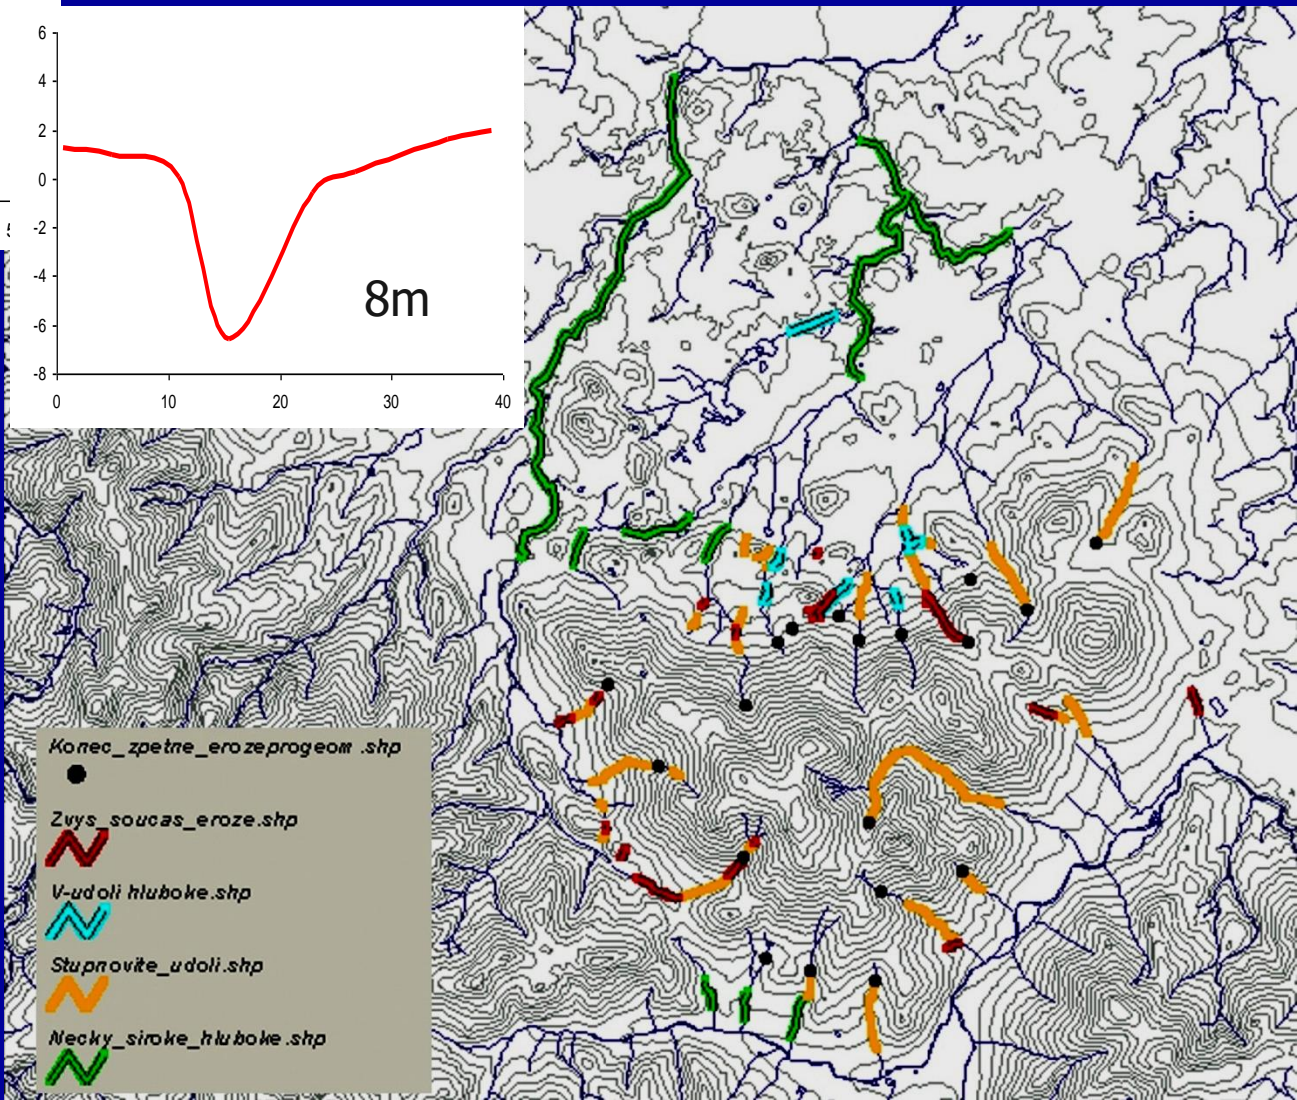 6
4
2
0
-2
-4
-6
-8
0 10 20 30 40
8m
Konec_zpetne_erozeprogeom .shp
Zvys_soucas_eroze.shp
V-udoli hluboke.shp
Stupnovite_udoli.shp
Necky_siroke_hluboke.shp